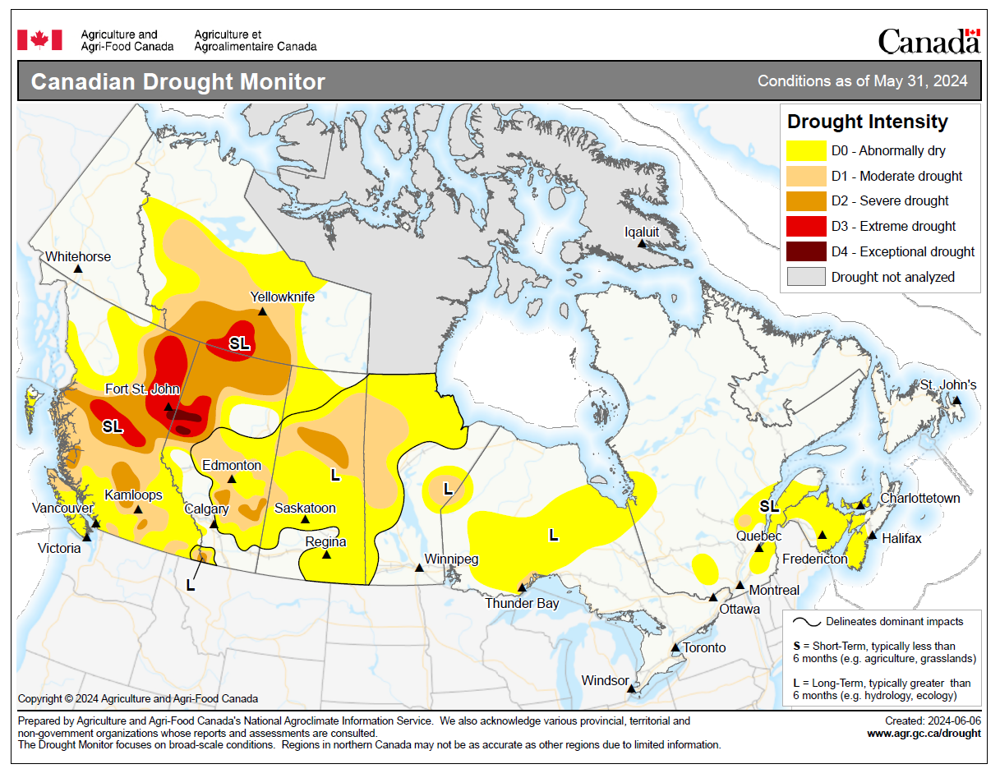 Agriculture and
Agri-Food Canada
Agriculture et
Agroalimentaire Canada
Canada
Canadian Drought Monitor
Conditions as of May 31, 2024
Drought Intensity
D0 - Abnormally dry
D1 - Moderate drought
D2 - Severe drought
D3 - Extreme drought
D4 - Exceptional drought
Drought not analyzed
Iqaluit
Whitehorse
Yellowknife
SL
Fort St. John
St. John's
SL
Edmonton
L
L
Kamloops
Charlottetown
Vancouver
Calgary
Saskatoon
SL
Victoria
Regina
L
Quebec
Halifax
Winnipeg
Fredericton
L
Thunder Bay
Montreal
Ottawa
Toronto
Windsor
Delineates dominant impacts
S = Short-Term, typically less than
6 months (e.g. agriculture, grasslands)
L = Long-Term, typically greater than
6 months (e.g. hydrology, ecology)
Copyright © 2024 Agriculture and Agri-Food Canada
Prepared by Agriculture and Agri-Food Canada's National Agroclimate Information Service. We also acknowledge various provincial, territorial and
non-government organizations whose reports and assessments are consulted.
The Drought Monitor focuses on broad-scale conditions. Regions in northern Canada may not be as accurate as other regions due to limited information.
Created: 2024-06-06
www.agr.gc.ca/drought